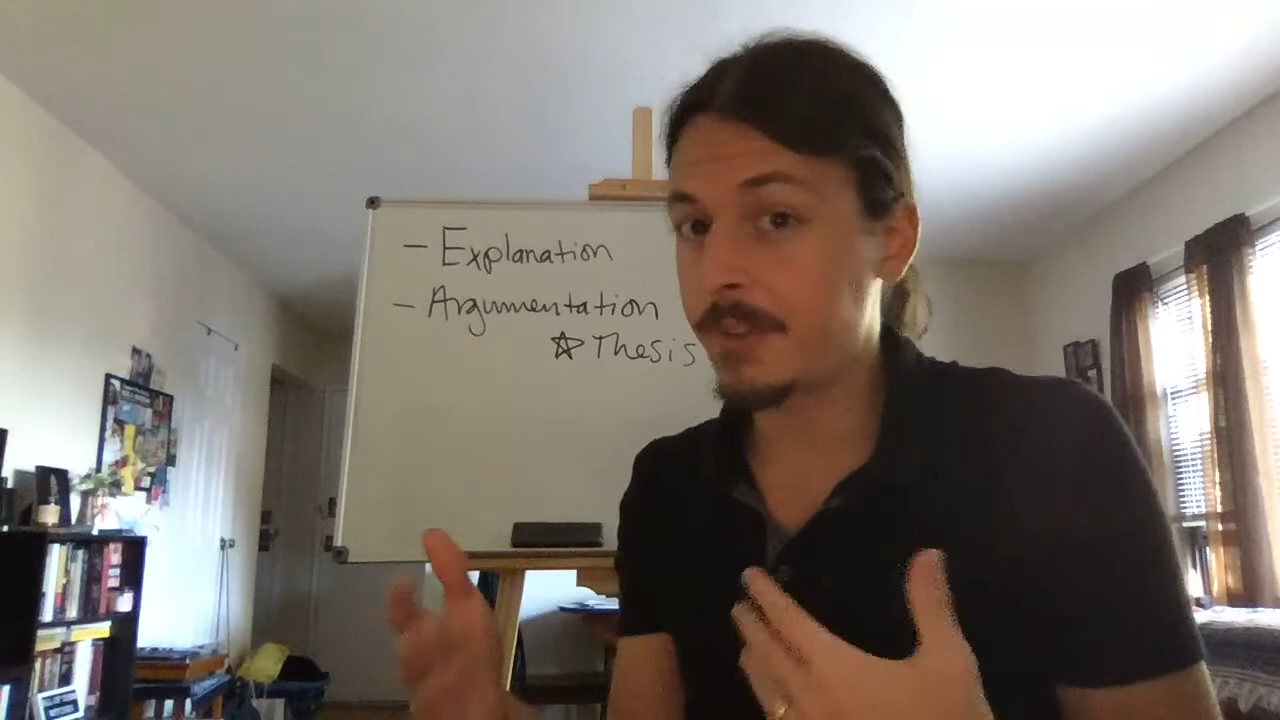 - Explanation
- Argumentation
☆ Thesis